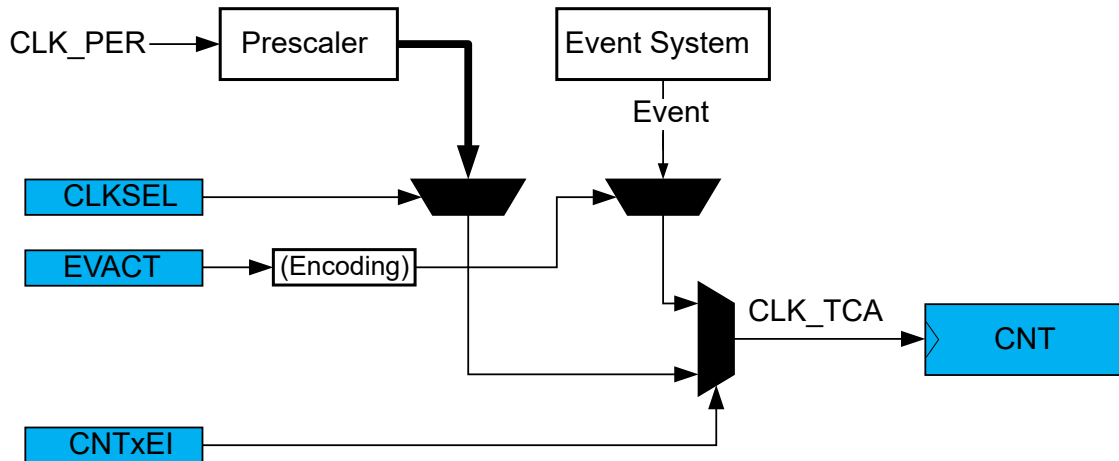 CLK_PER
Prescaler
Event System
Event
CLKSEL
EVACT
(Encoding)
CLK_TCA
CNT
CNTxEI